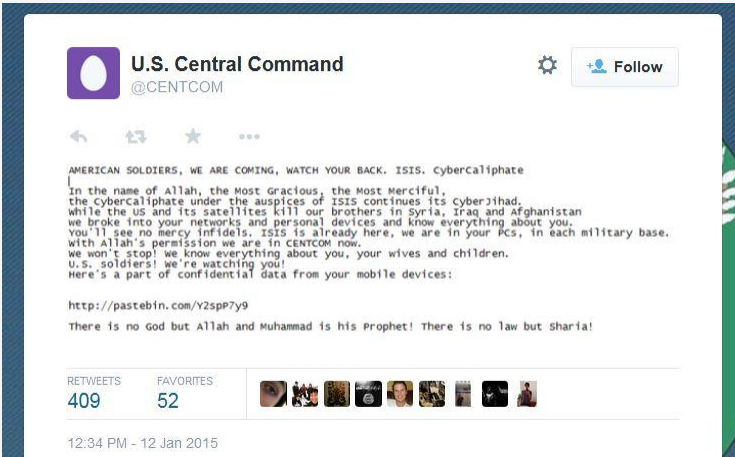 U.S. Central Command
@CENTCOM
Follow
AMERICAN SOLDIERS, WE ARE COMING, WATCH YOUR BACK. ISIS. CyberCaliphate
In the name of Allah, the Most Gracious, the Most Merciful,
the CyberCaliphate under the auspices of ISIS continues its CyberJihad.
While the US and its satellites kill our brothers in Syria, Iraq and Afghanistan
we broke into your networks and personal devices and know everything about you.
You'll see no mercy infidels. ISIS is already here, we are in your PCs, in each military base.
With Allah's permission we are in CENTCOM now.
We won't stop! We know everything about you, your wives and children.
U.S. soldiers! We're watching you!
Here's a part of confidential data from your mobile devices:
http://pastebin.com/Y2spP7y9
There is no God but Allah and Muhammad is his Prophet! There is no law but Sharia!
RETWEETS FAVORITES
409 52
12:34 PM - 12 Jan 2015